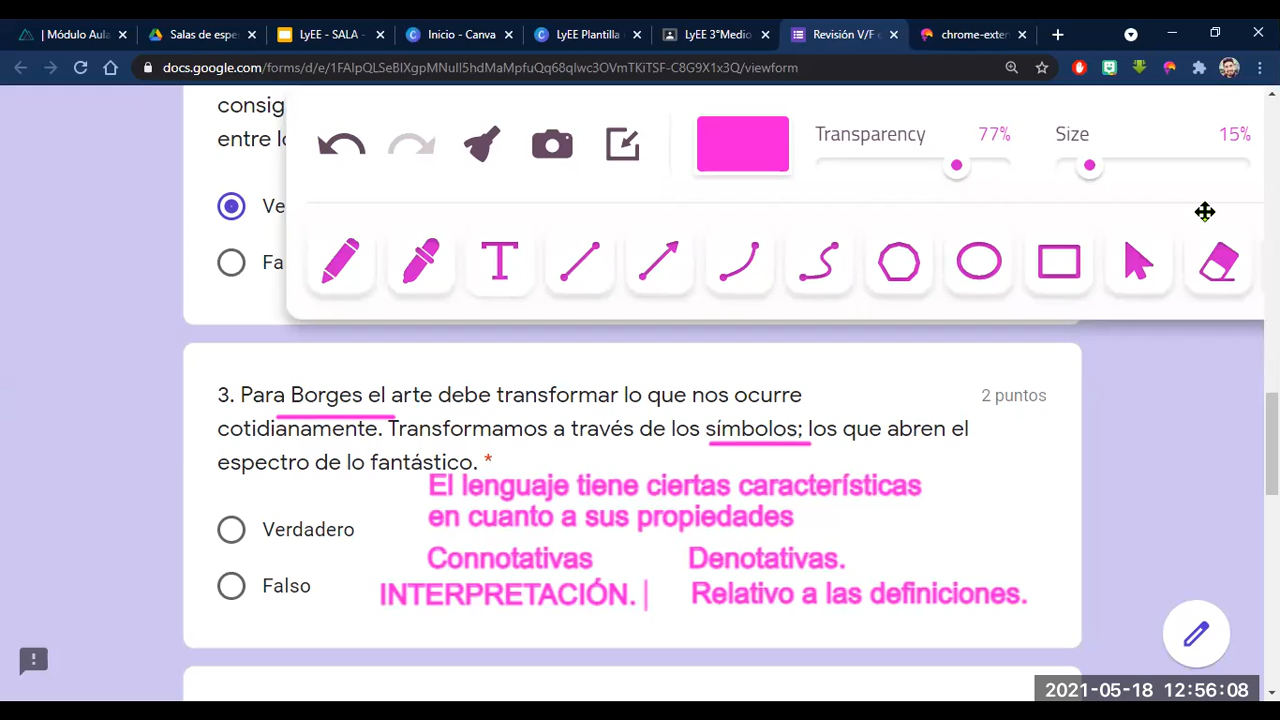 | Módulo Aula
Salas de espe
LyEE - SALA -
Inicio - Canva
LyEE Plantilla
LyEE 3°Medio
Revisión V/F
chrome-exten
docs.google.com/forms/d/e/1FAIpQLSeBIXgpMNuII5hdMaMpfuQq68qIwc3OVmTKiTSF-C8G9X1x3Q/viewform
consig
entre lo
Ve
Fa
Transparency 77%
Size 15%
T
3. Para Borges el arte debe transformar lo que nos ocurre
2 puntos
cotidianamente. Transformamos a través de los símbolos; los que abren el
espectro de lo fantástico. *
El lenguaje tiene ciertas características
en cuanto a sus propiedades
Verdadero
Connotativas
Denotativas.
Falso
INTERPRETACIÓN.
Relativo a las definiciones.
2021-05-18 12:56:08